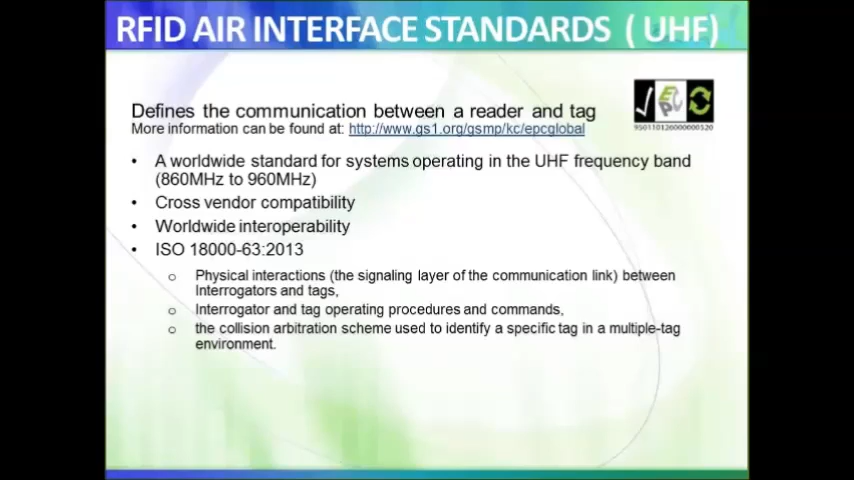 RFID AIR INTERFACE STANDARDS ( UHF)
Defines the communication between a reader and tag
More information can be found at: http://www.gs1.org/gsmp/kc/epcglobal
EPC
• A worldwide standard for systems operating in the UHF frequency band
(860MHz to 960MHz)
• Cross vendor compatibility
• Worldwide interoperability
• ISO 18000-63:2013
o Physical interactions (the signaling layer of the communication link) between
Interrogators and tags,
o Interrogator and tag operating procedures and commands,
o the collision arbitration scheme used to identify a specific tag in a multiple-tag
environment.